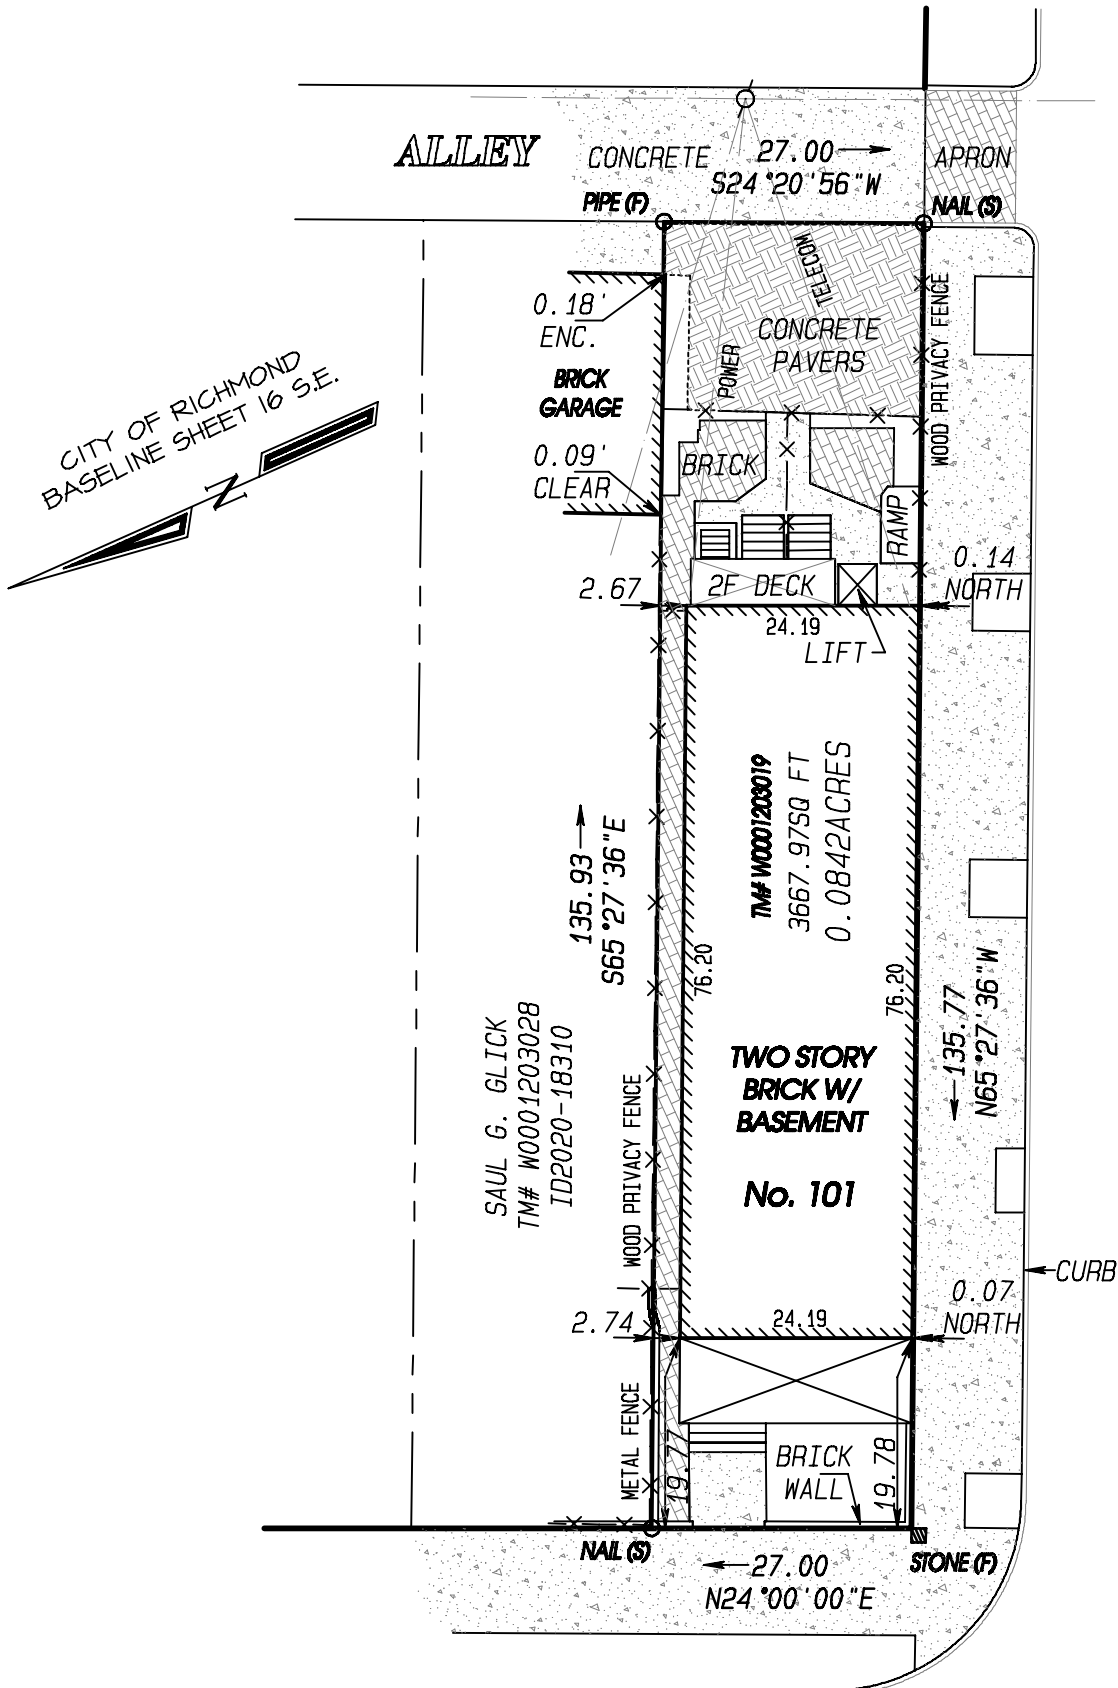 ALLEY
CONCRETE
27.00
S24°20'56"W
APRON
PIPE (F)
NAIL (S)
TELECOM
0.18'
ENC.
CONCRETE
PAVERS
POWER
WOOD PRIVACY FENCE
BRICK
GARAGE
CITY OF RICHMOND
BASELINE SHEET 16 S.E.
N
0.09'
CLEAR
BRICK
RAMP
2.67
2F DECK
0.14
NORTH
24.19
LIFT
TM# W0001203019
3667.97SQ FT
0.0842ACRES
135.93
S65°27'36"E
76.20
76.20
135.77
N65°27'36"W
SAUL G. GLICK
TM# W0001203028
ID2020-18310
TWO STORY
BRICK W/
BASEMENT
No. 101
WOOD PRIVACY FENCE
CURB
0.07
NORTH
2.74
24.19
METAL FENCE
19.77
BRICK
WALL
19.78
NAIL (S)
STONE (F)
27.00
N24°00'00"E